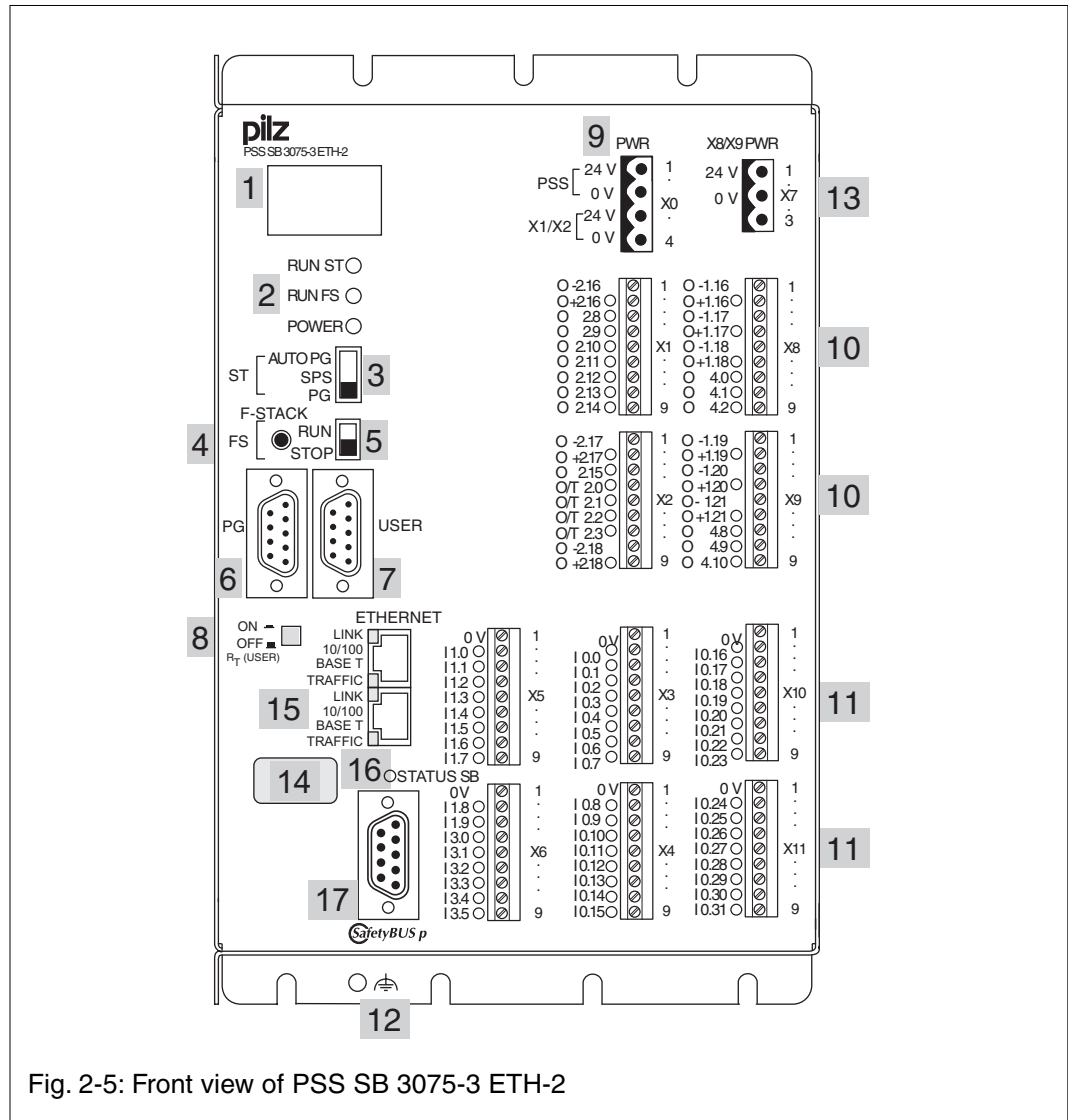 pilz
PSS SB 3075-3 ETH-2
1
RUN ST
2 RUN FS
POWER
ST
AUTO PG
SPS
PG
3
F-STACK
4
FS
RUN
STOP
5
PG
USER
6
7
8
ON
OFF
R_T (USER)
ETHERNET
LINK
10/100
BASE T
TRAFFIC
LINK
10/100
BASE T
TRAFFIC
15
14
16
STATUS SB
17
SafetyBUS p
12
9
PWR
PSS
24 V
0 V
X1/X2
24 V
0 V
1
.
X0
.
4
X8/X9 PWR
24 V
0 V
1
.
X7
3
13
O -2.16
O +2.16
O 2.8
O 2.9
O 2.10
O 2.11
O 2.12
O 2.13
O 2.14
1
X1
9
O -1.16
O +1.16
O -1.17
O +1.17
O -1.18
O +1.18
O 4.0
O 4.1
O 4.2
1
X8
9
10
O -2.17
O +2.17
O 2.15
O/T 2.0
O/T 2.1
O/T 2.2
O/T 2.3
O -2.18
O +2.18
1
X2
9
O -1.19
O +1.19
O -1.20
O +1.20
O - 1.21
O +1.21
O 4.8
O 4.9
O 4.10
1
X9
9
10
0 V
I 1.0
I 1.1
I 1.2
I 1.3
I 1.4
I 1.5
I 1.6
I 1.7
1
X5
9
0V
I 0.0
I 0.1
I 0.2
I 0.3
I 0.4
I 0.5
I 0.6
I 0.7
1
X3
9
0V
I 0.16
I 0.17
I 0.18
I 0.19
I 0.20
I 0.21
I 0.22
I 0.23
1
X10
9
11
0V
I 1.8
I 1.9
I 3.0
I 3.1
I 3.2
I 3.3
I 3.4
I 3.5
1
X6
9
0 V
I 0.8
I 0.9
I 0.10
I 0.11
I 0.12
I 0.13
I 0.14
I 0.15
1
X4
9
0 V
I 0.24
I 0.25
I 0.26
I 0.27
I 0.28
I 0.29
I 0.30
I 0.31
1
X11
9
11
Fig. 2-5: Front view of PSS SB 3075-3 ETH-2